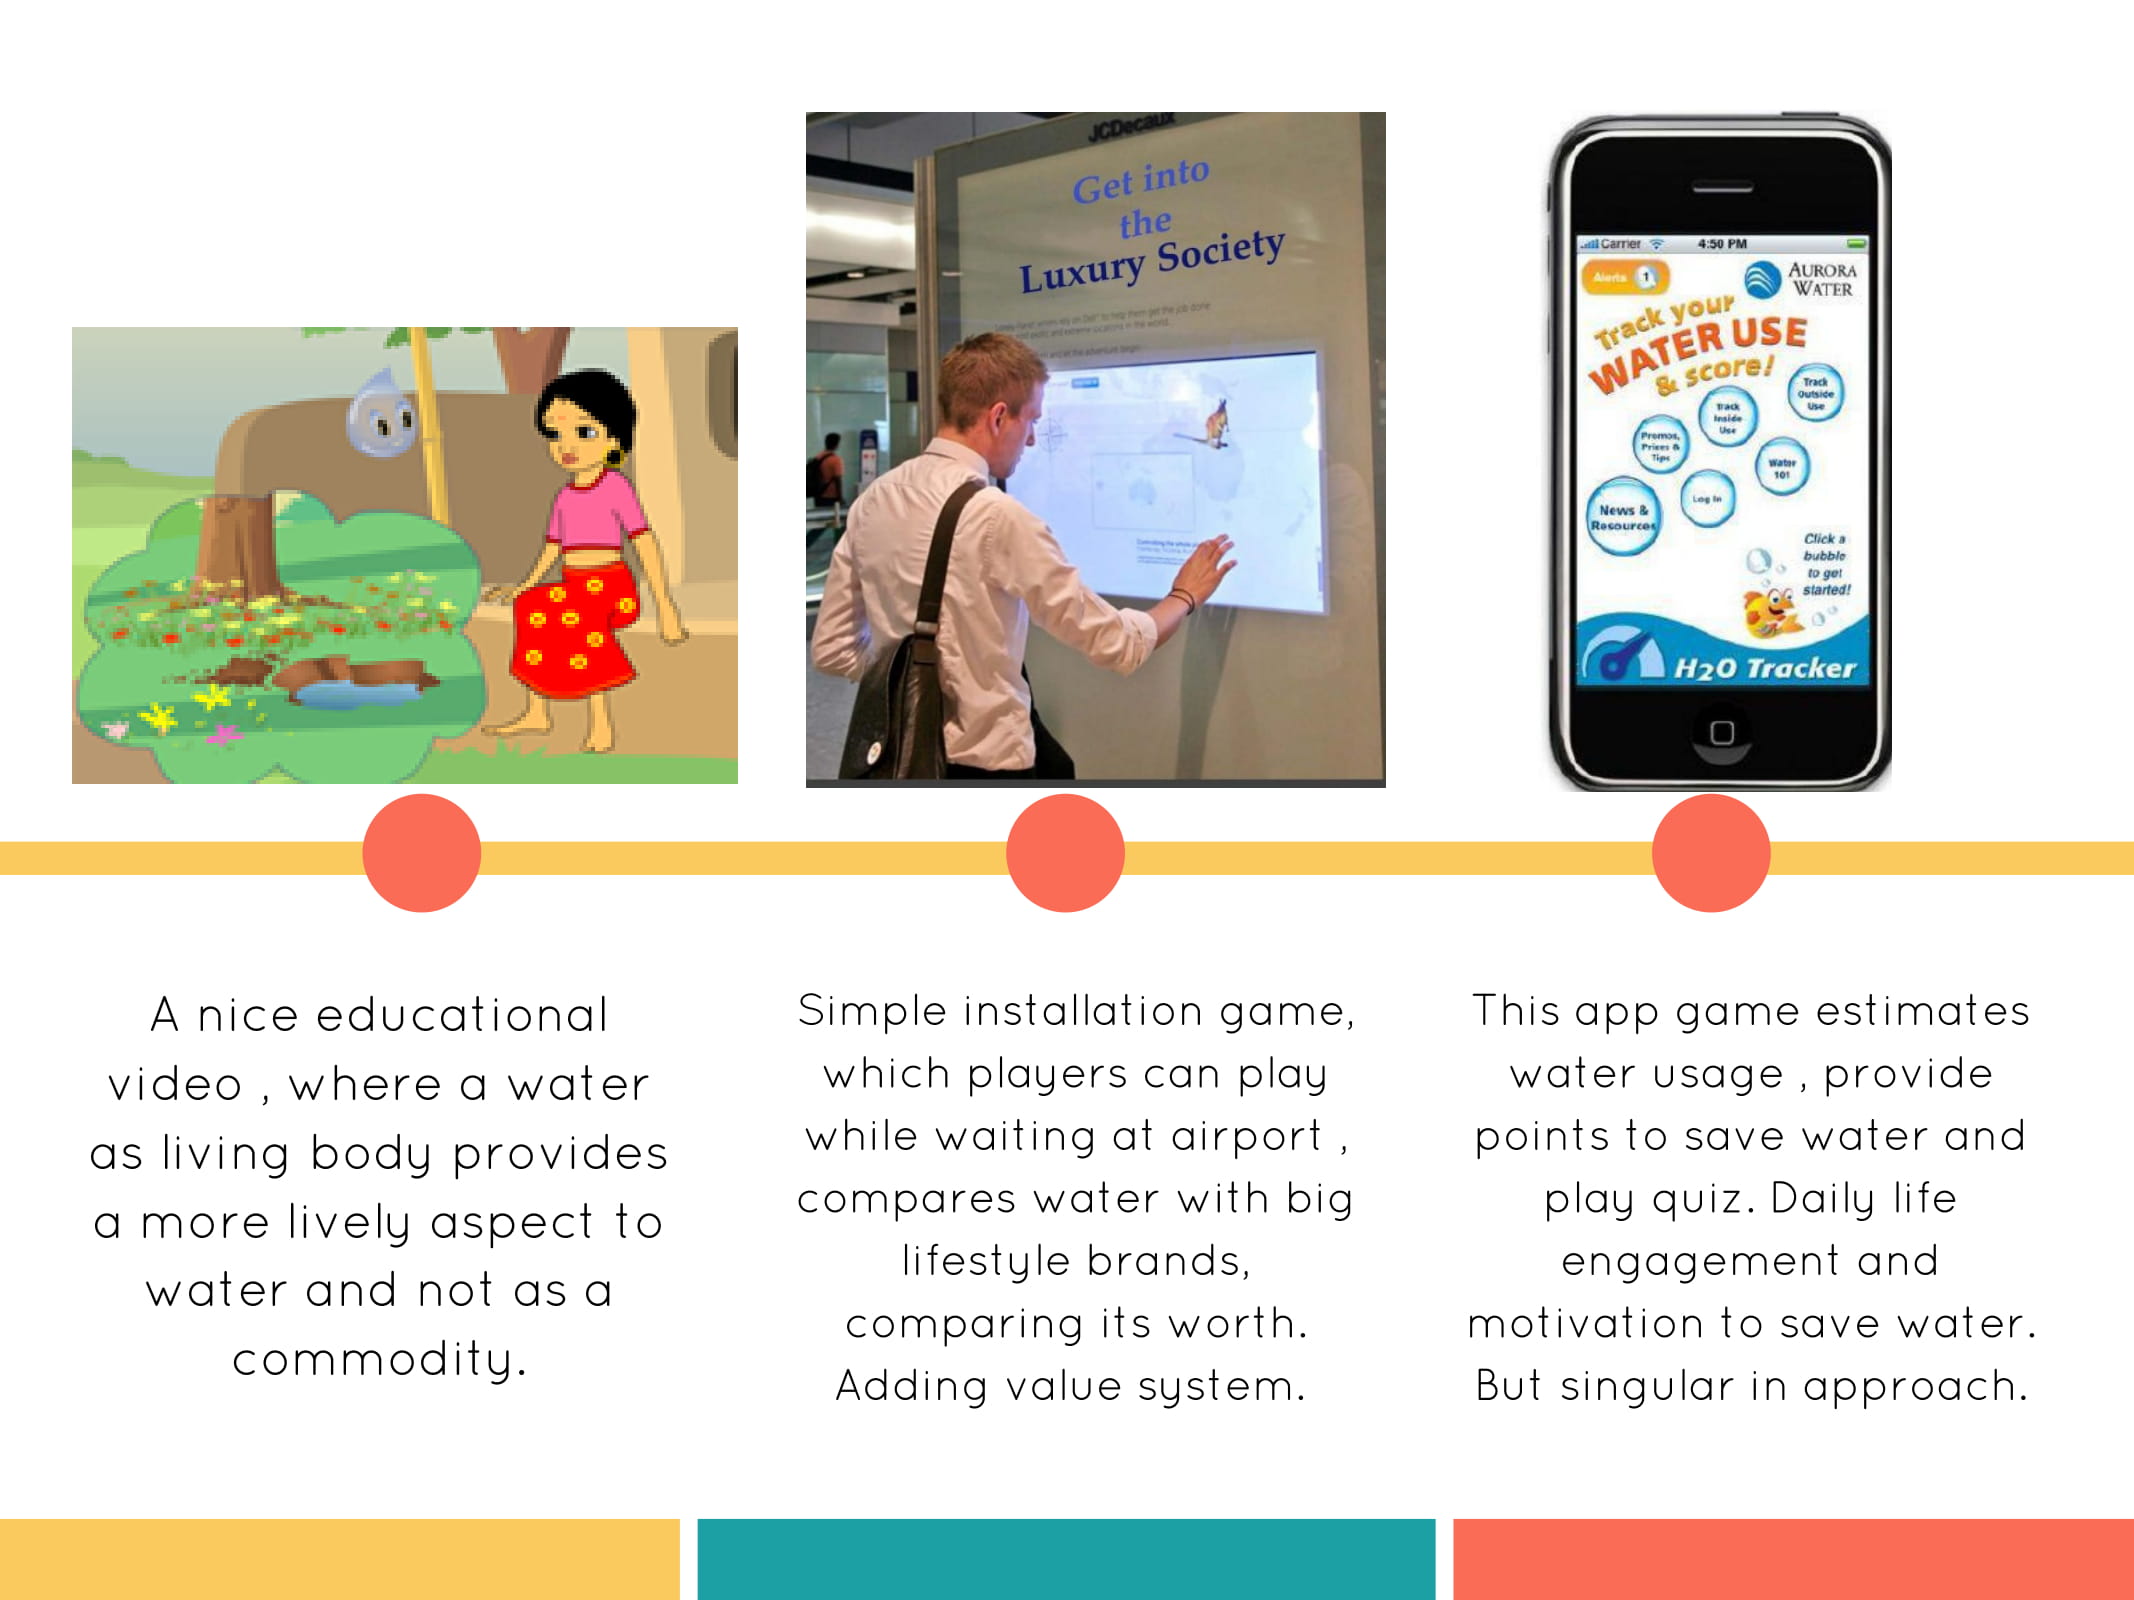 JCDecaux
Get into
the
Luxury Society
Carrier 4:50 PM
Alerts 1
AURORA
WATER
Track your
WATER USE
& score!
Track
Outside
Use
Track
Inside
Use
Promos,
Prices &
Tips
Water
101
Log In
News &
Resources
Click a
bubble
to get
started!
H2O Tracker
A nice educational
video , where a water
as living body provides
a more lively aspect to
water and not as a
commodity.
Simple installation game,
which players can play
while waiting at airport ,
compares water with big
lifestyle brands,
comparing its worth.
Adding value system.
This app game estimates
water usage , provide
points to save water and
play quiz. Daily life
engagement and
motivation to save water.
But singular in approach.